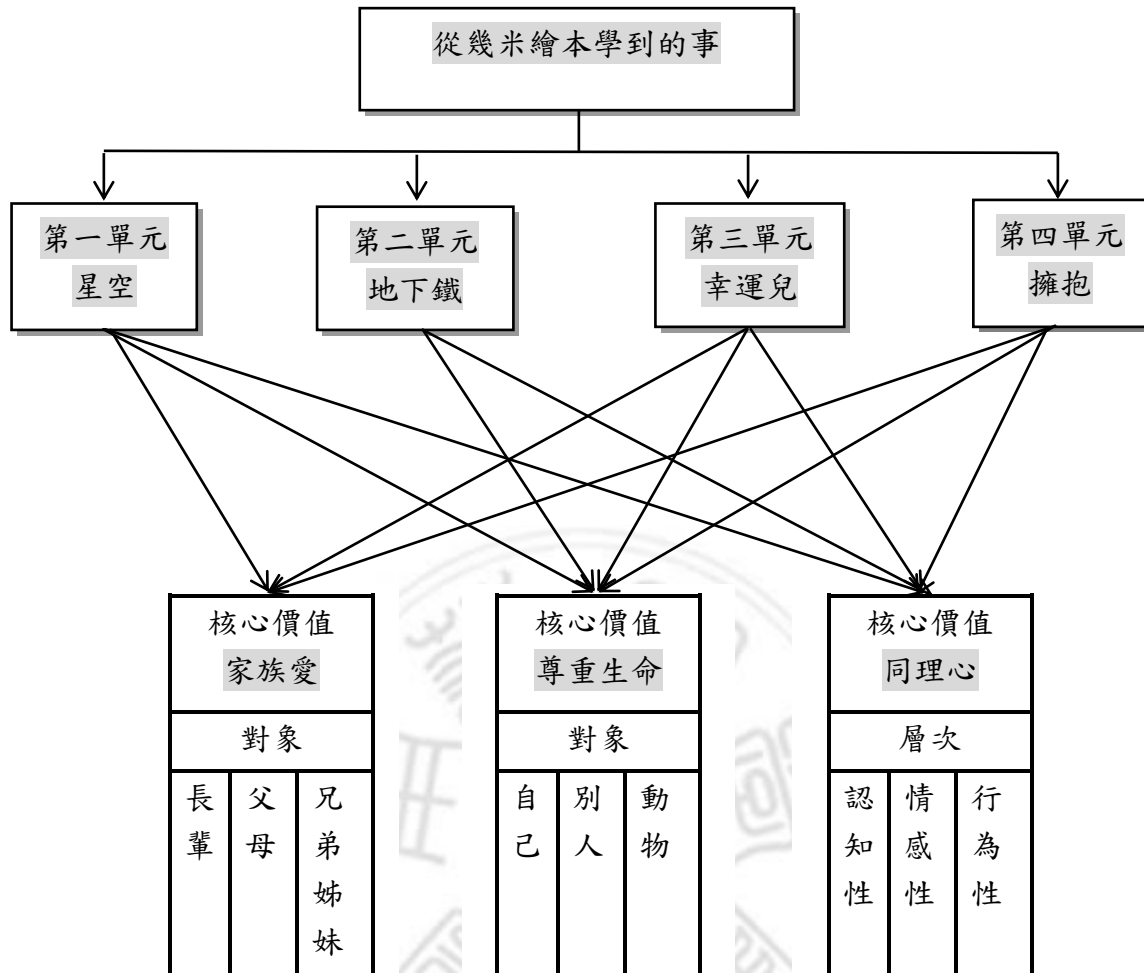 從幾米繪本學到的事
第一單元
星空
第二單元
地下鐵
第三單元
幸運兒
第四單元
擁抱
核心價值
家族愛
對象
長輩
父母
兄弟姊妹
核心價值
尊重生命
對象
自己
別人
動物
核心價值
同理心
層次
認知性
情感性
行為性